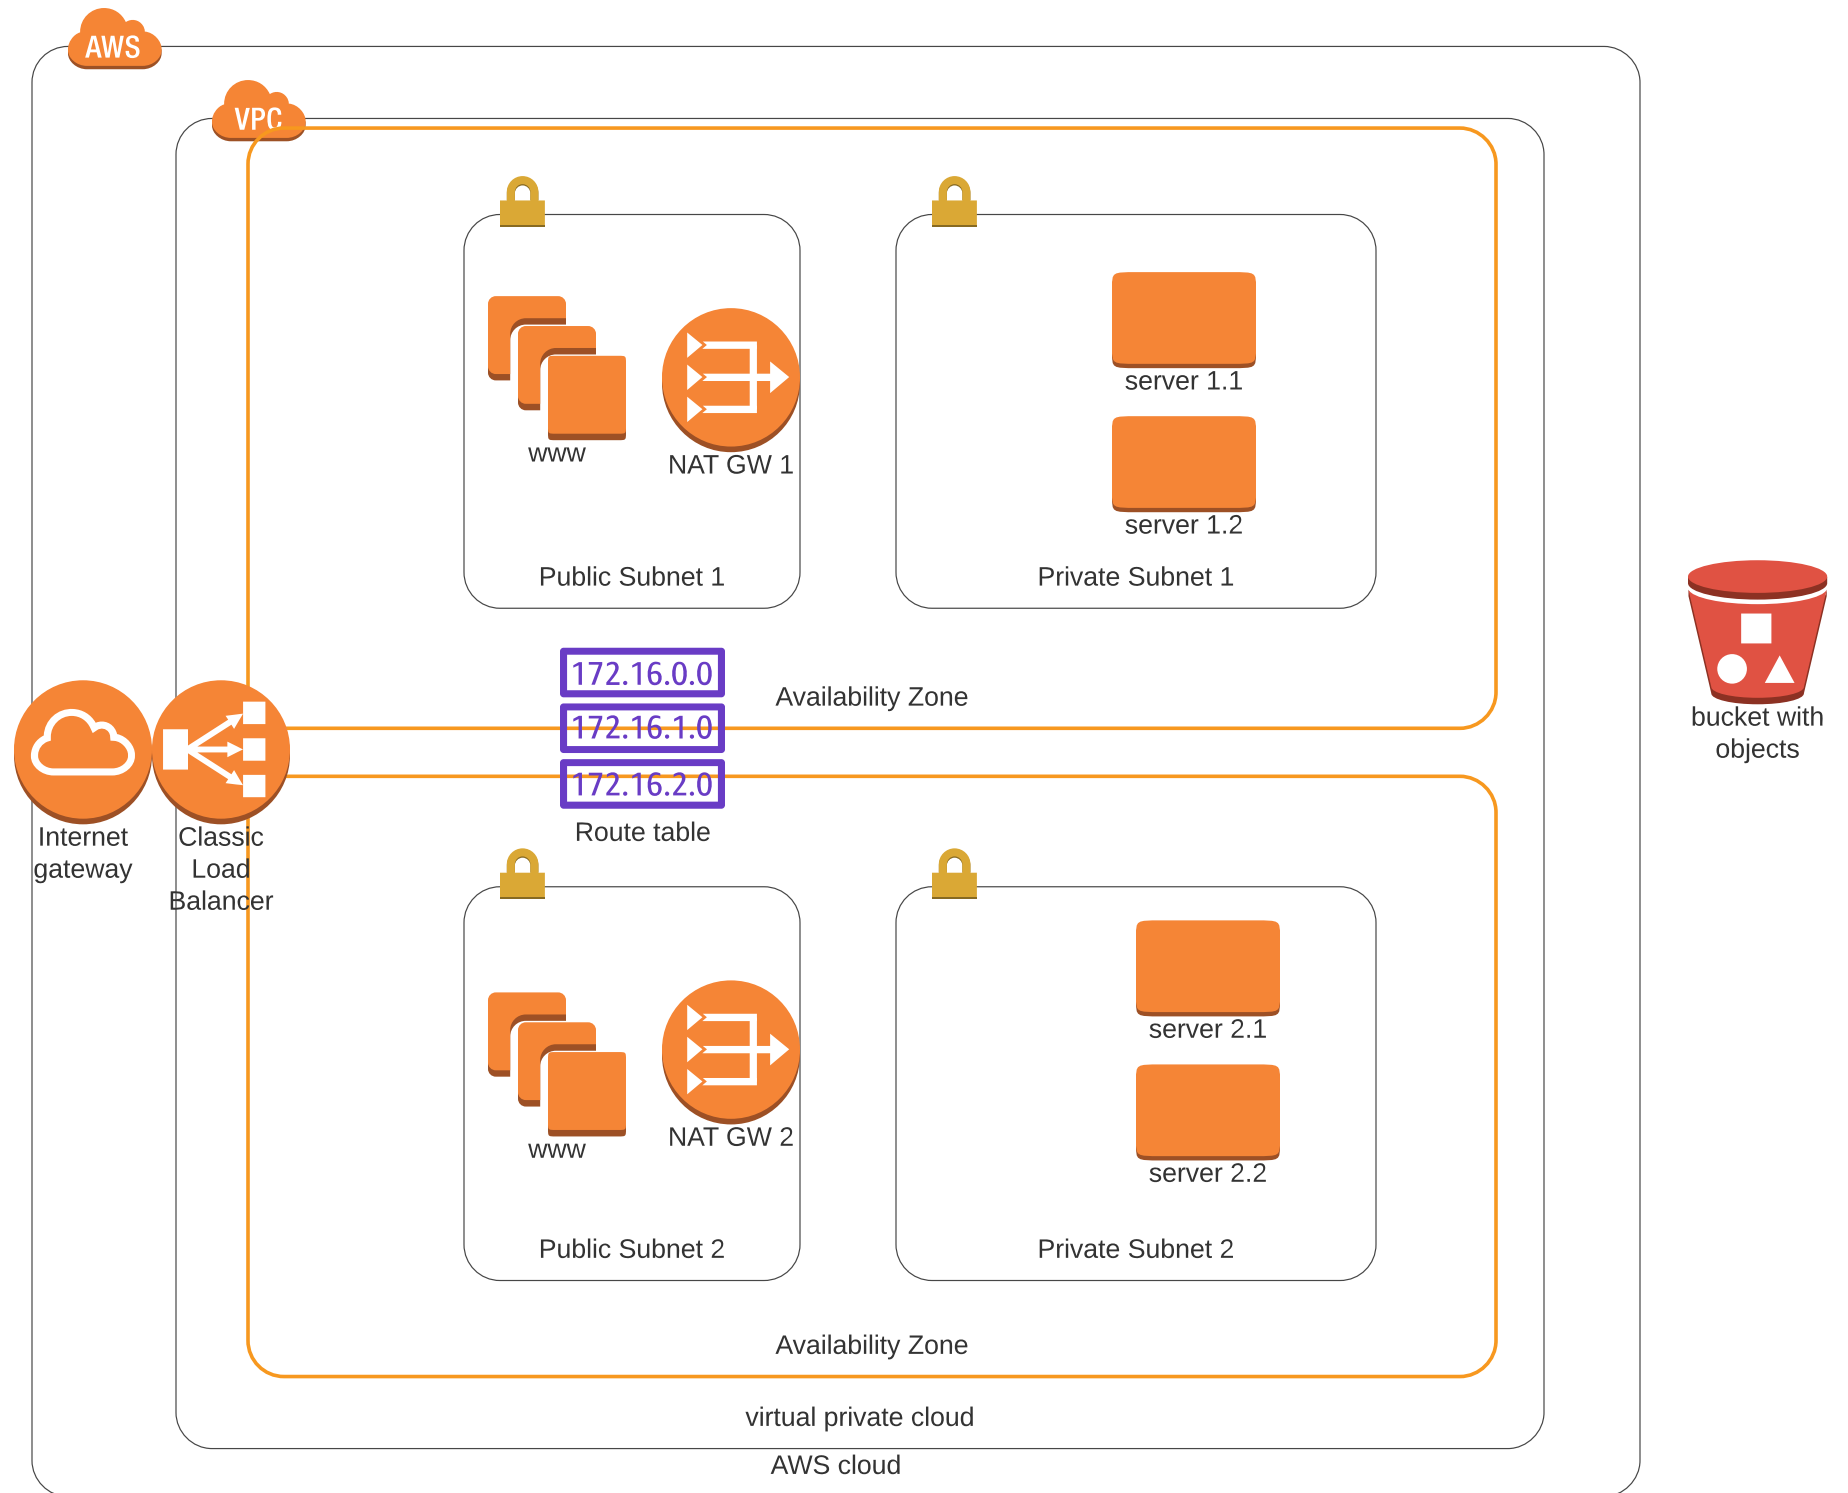 AWS
VPC
www
NAT GW 1
server 1.1
server 1.2
Public Subnet 1
Private Subnet 1
172.16.0.0
172.16.1.0
172.16.2.0
Route table
Availability Zone
bucket with
objects
Internet
gateway
Classic
Load
Balancer
www
NAT GW 2
server 2.1
server 2.2
Public Subnet 2
Private Subnet 2
Availability Zone
virtual private cloud
AWS cloud